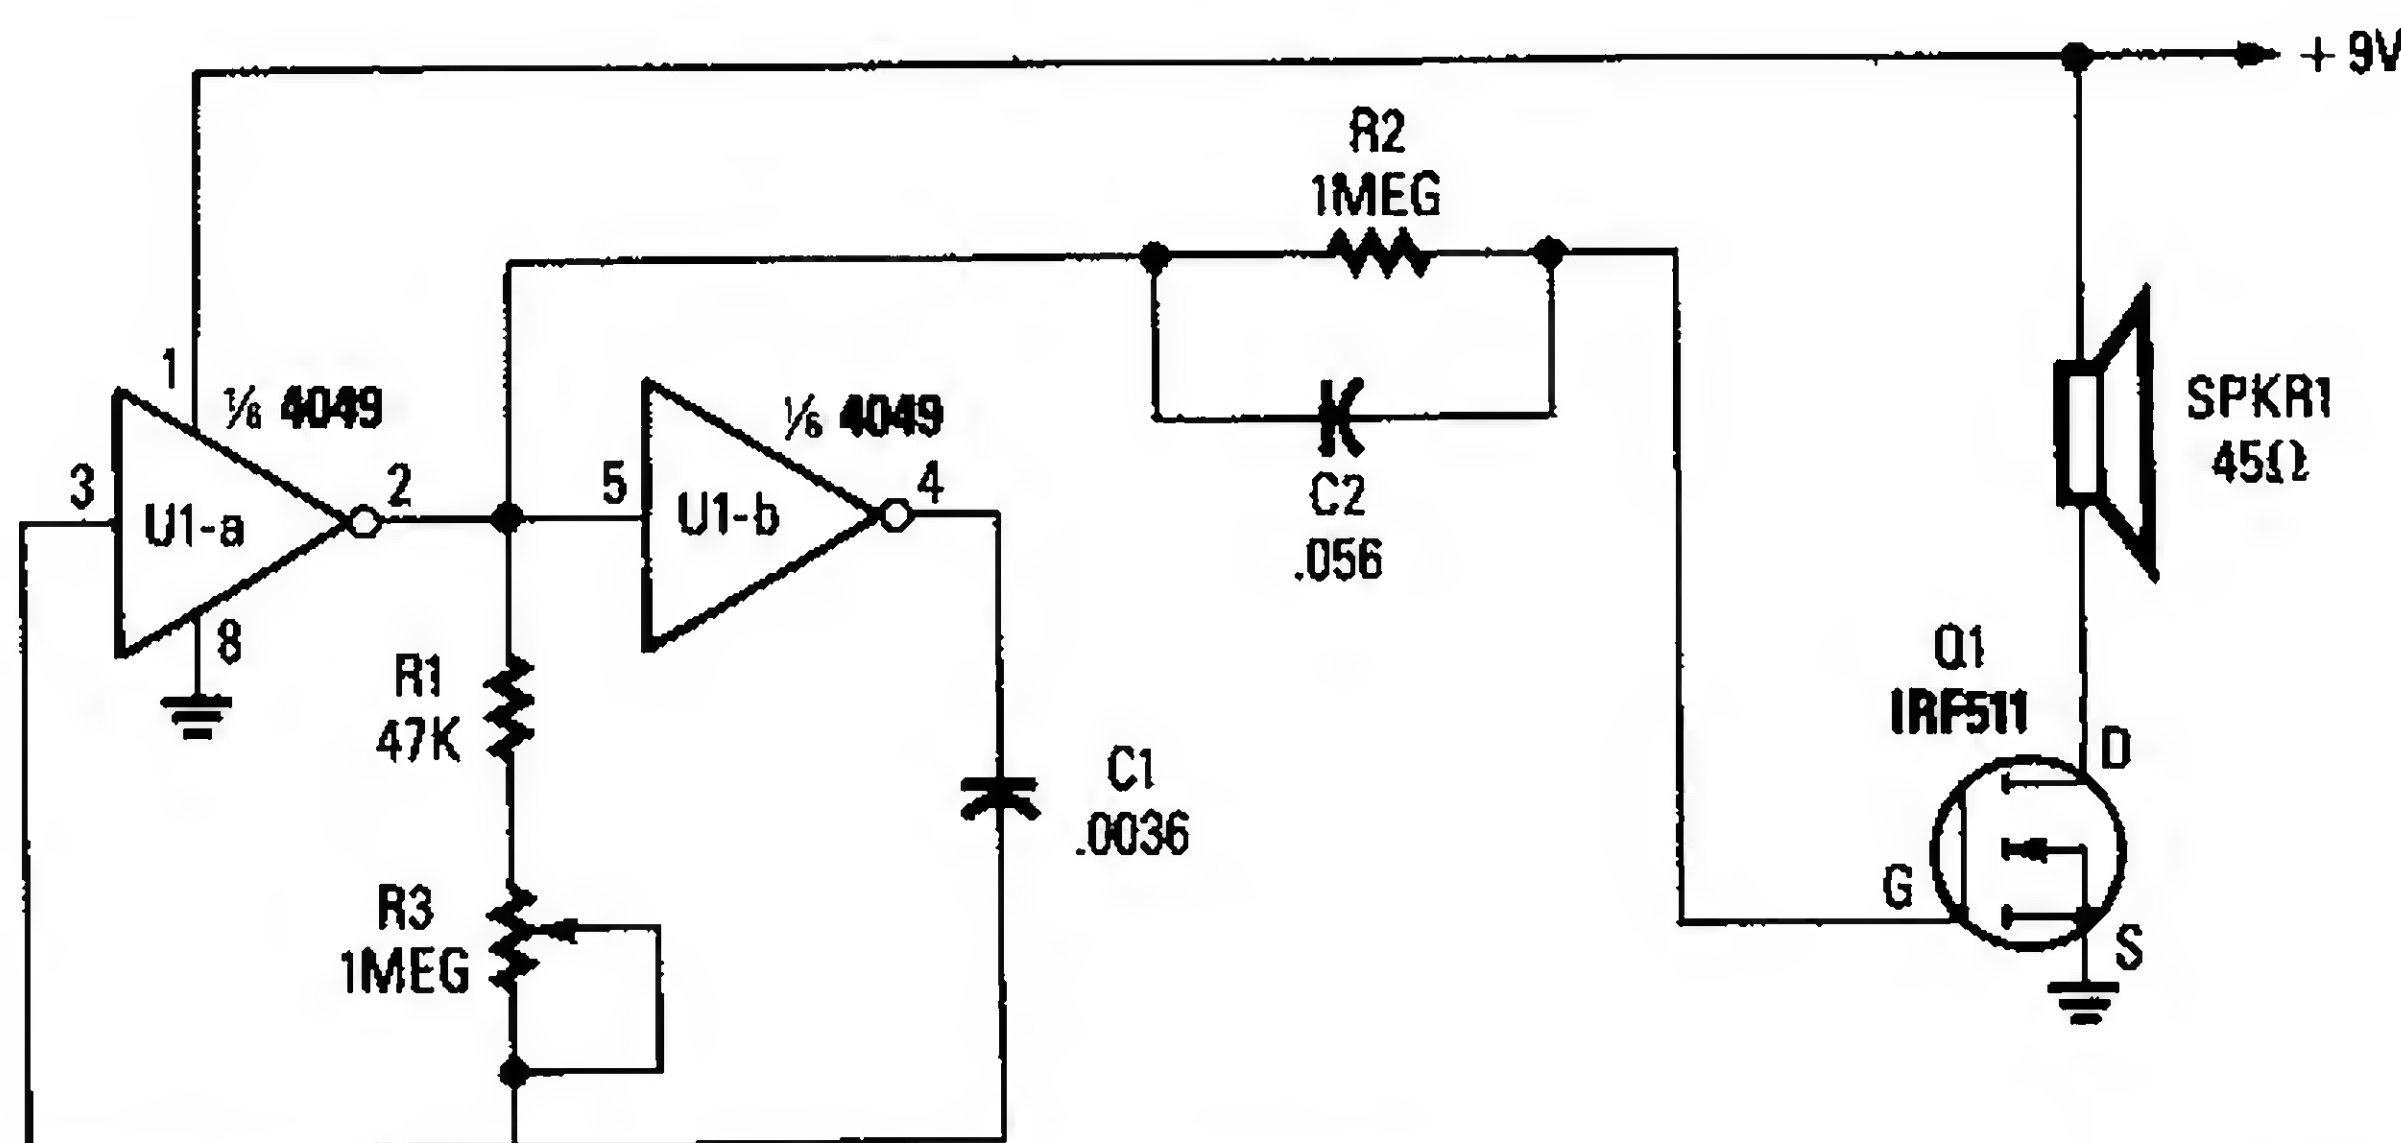 + 9V
R2
1MEG
1
1/6 4049
3
U1-a
2
8
5
U1-b
1/6 4049
4
C2
.056
SPKR1
45Ω
R1
47K
C1
.0036
R3
1MEG
Q1
IRF511
D
G
S